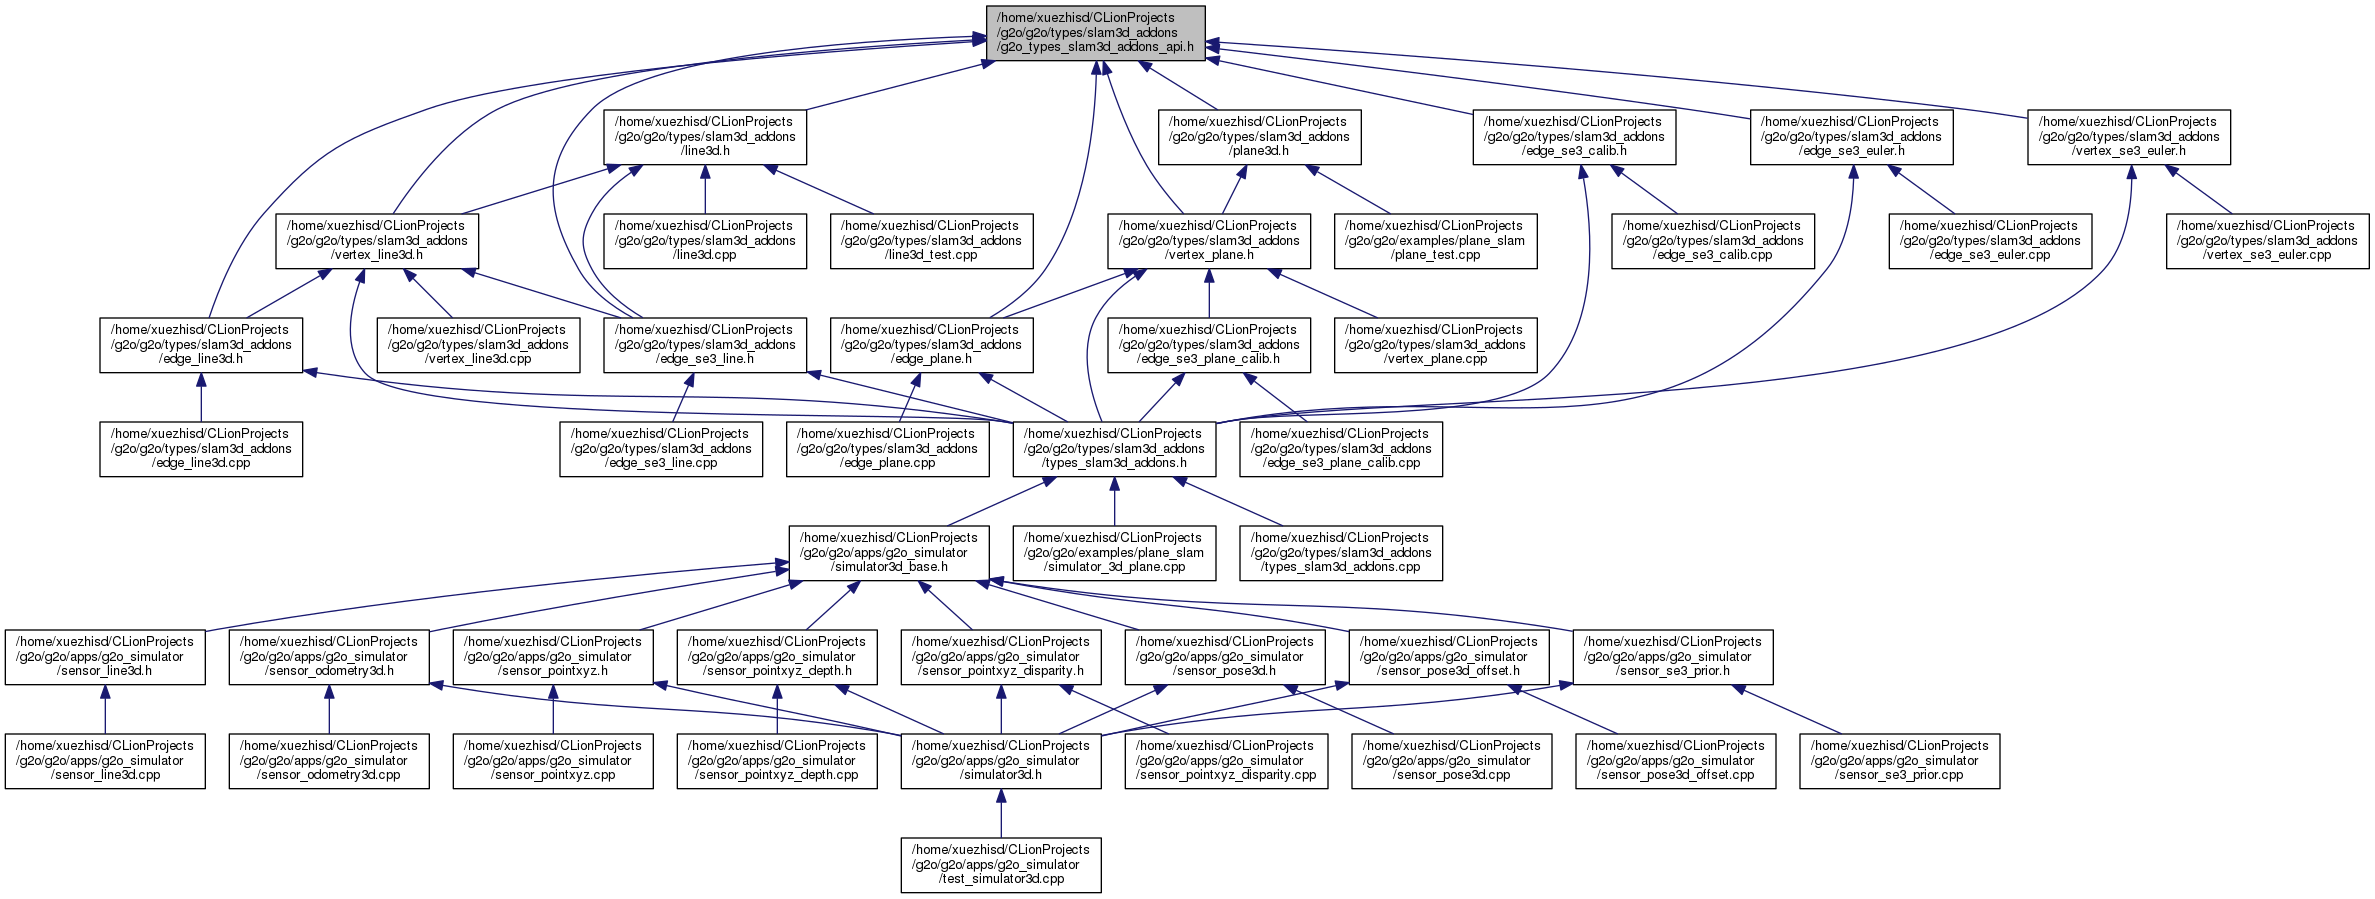 /home/xuezhisd/CLionProjects
/g2o/g2o/types/slam3d_addons
/g2o_types_slam3d_addons_api.h
/home/xuezhisd/CLionProjects
/g2o/g2o/types/slam3d_addons
/line3d.h
/home/xuezhisd/CLionProjects
/g2o/g2o/types/slam3d_addons
/plane3d.h
/home/xuezhisd/CLionProjects
/g2o/g2o/types/slam3d_addons
/edge_se3_calib.h
/home/xuezhisd/CLionProjects
/g2o/g2o/types/slam3d_addons
/edge_se3_euler.h
/home/xuezhisd/CLionProjects
/g2o/g2o/types/slam3d_addons
/vertex_se3_euler.h
/home/xuezhisd/CLionProjects
/g2o/g2o/types/slam3d_addons
/vertex_line3d.h
/home/xuezhisd/CLionProjects
/g2o/g2o/types/slam3d_addons
/line3d.cpp
/home/xuezhisd/CLionProjects
/g2o/g2o/types/slam3d_addons
/line3d_test.cpp
/home/xuezhisd/CLionProjects
/g2o/g2o/types/slam3d_addons
/vertex_plane.h
/home/xuezhisd/CLionProjects
/g2o/g2o/examples/plane_slam
/plane_test.cpp
/home/xuezhisd/CLionProjects
/g2o/g2o/types/slam3d_addons
/edge_se3_calib.cpp
/home/xuezhisd/CLionProjects
/g2o/g2o/types/slam3d_addons
/edge_se3_euler.cpp
/home/xuezhisd/CLionProjects
/g2o/g2o/types/slam3d_addons
/vertex_se3_euler.cpp
/home/xuezhisd/CLionProjects
/g2o/g2o/types/slam3d_addons
/edge_line3d.h
/home/xuezhisd/CLionProjects
/g2o/g2o/types/slam3d_addons
/vertex_line3d.cpp
/home/xuezhisd/CLionProjects
/g2o/g2o/types/slam3d_addons
/edge_se3_line.h
/home/xuezhisd/CLionProjects
/g2o/g2o/types/slam3d_addons
/edge_plane.h
/home/xuezhisd/CLionProjects
/g2o/g2o/types/slam3d_addons
/edge_se3_plane_calib.h
/home/xuezhisd/CLionProjects
/g2o/g2o/types/slam3d_addons
/vertex_plane.cpp
/home/xuezhisd/CLionProjects
/g2o/g2o/types/slam3d_addons
/edge_line3d.cpp
/home/xuezhisd/CLionProjects
/g2o/g2o/types/slam3d_addons
/edge_se3_line.cpp
/home/xuezhisd/CLionProjects
/g2o/g2o/types/slam3d_addons
/edge_plane.cpp
/home/xuezhisd/CLionProjects
/g2o/g2o/types/slam3d_addons
/types_slam3d_addons.h
/home/xuezhisd/CLionProjects
/g2o/g2o/types/slam3d_addons
/edge_se3_plane_calib.cpp
/home/xuezhisd/CLionProjects
/g2o/g2o/apps/g2o_simulator
/simulator3d_base.h
/home/xuezhisd/CLionProjects
/g2o/g2o/examples/plane_slam
/simulator_3d_plane.cpp
/home/xuezhisd/CLionProjects
/g2o/g2o/types/slam3d_addons
/types_slam3d_addons.cpp
/home/xuezhisd/CLionProjects
/g2o/g2o/apps/g2o_simulator
/sensor_line3d.h
/home/xuezhisd/CLionProjects
/g2o/g2o/apps/g2o_simulator
/sensor_odometry3d.h
/home/xuezhisd/CLionProjects
/g2o/g2o/apps/g2o_simulator
/sensor_pointxyz.h
/home/xuezhisd/CLionProjects
/g2o/g2o/apps/g2o_simulator
/sensor_pointxyz_depth.h
/home/xuezhisd/CLionProjects
/g2o/g2o/apps/g2o_simulator
/sensor_pointxyz_disparity.h
/home/xuezhisd/CLionProjects
/g2o/g2o/apps/g2o_simulator
/sensor_pose3d.h
/home/xuezhisd/CLionProjects
/g2o/g2o/apps/g2o_simulator
/sensor_pose3d_offset.h
/home/xuezhisd/CLionProjects
/g2o/g2o/apps/g2o_simulator
/sensor_se3_prior.h
/home/xuezhisd/CLionProjects
/g2o/g2o/apps/g2o_simulator
/sensor_line3d.cpp
/home/xuezhisd/CLionProjects
/g2o/g2o/apps/g2o_simulator
/sensor_odometry3d.cpp
/home/xuezhisd/CLionProjects
/g2o/g2o/apps/g2o_simulator
/sensor_pointxyz.cpp
/home/xuezhisd/CLionProjects
/g2o/g2o/apps/g2o_simulator
/sensor_pointxyz_depth.cpp
/home/xuezhisd/CLionProjects
/g2o/g2o/apps/g2o_simulator
/simulator3d.h
/home/xuezhisd/CLionProjects
/g2o/g2o/apps/g2o_simulator
/sensor_pointxyz_disparity.cpp
/home/xuezhisd/CLionProjects
/g2o/g2o/apps/g2o_simulator
/sensor_pose3d.cpp
/home/xuezhisd/CLionProjects
/g2o/g2o/apps/g2o_simulator
/sensor_pose3d_offset.cpp
/home/xuezhisd/CLionProjects
/g2o/g2o/apps/g2o_simulator
/sensor_se3_prior.cpp
/home/xuezhisd/CLionProjects
/g2o/g2o/apps/g2o_simulator
/test_simulator3d.cpp